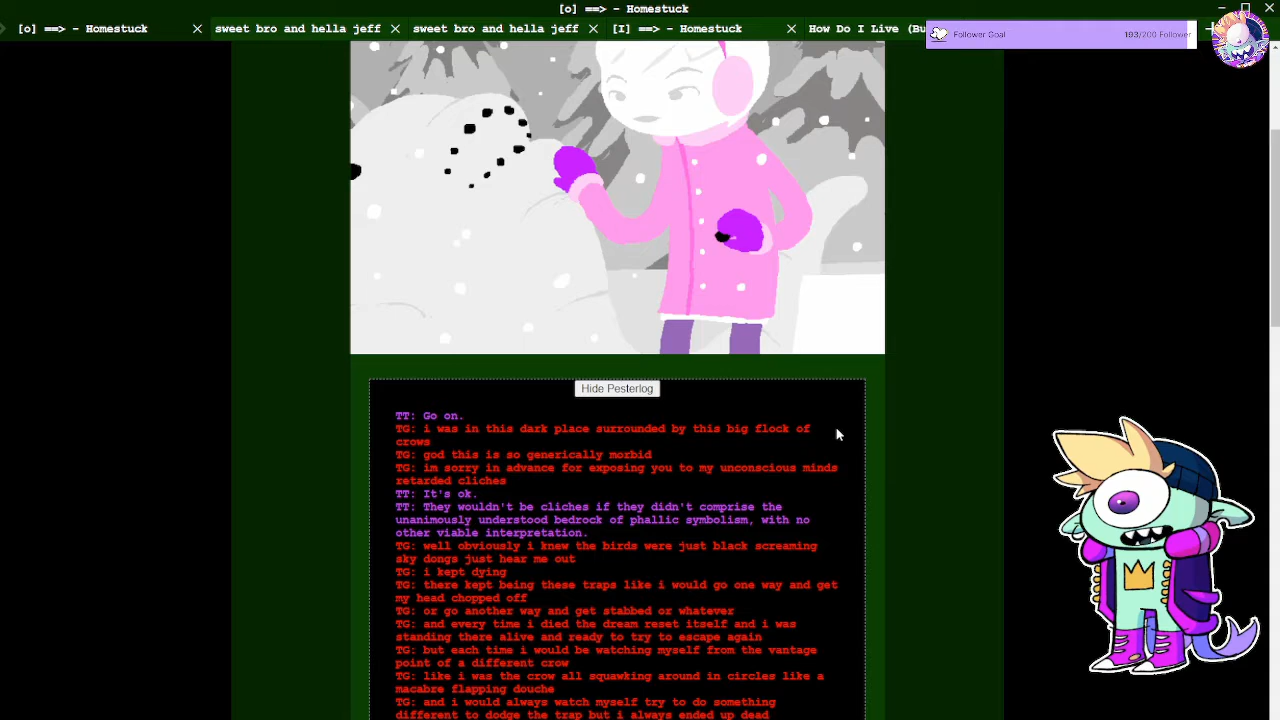 [o] ==> - Homestuck
[o] ==> - Homestuck
sweet bro and hella jeff
sweet bro and hella jeff
[I] ==> - Homestuck
How Do I Live (Bu
Follower Goal
193/200 Follower
Hide Pesterlog
TT: Go on.
TG: i was in this dark place surrounded by this big flock of
crows
TG: god this is so generically morbid
TG: im sorry in advance for exposing you to my unconscious minds
retarded cliches
TT: It's ok.
TT: They wouldn't be cliches if they didn't comprise the
unanimously understood bedrock of phallic symbolism, with no
other viable interpretation.
TG: well obviously i knew the birds were just black screaming
sky dongs just hear me out
TG: i kept dying
TG: there kept being these traps like i would go one way and get
my head chopped off
TG: or go another way and get stabbed or whatever
TG: and every time i died the dream reset itself and i was
standing there alive and ready to try to escape again
TG: but each time i would be watching myself from the vantage
point of a different crow
TG: like i was the crow all squawking around in circles like a
macabre flapping douche
TG: and i would always watch myself try to do something
different to dodge the trap but i always ended up dead